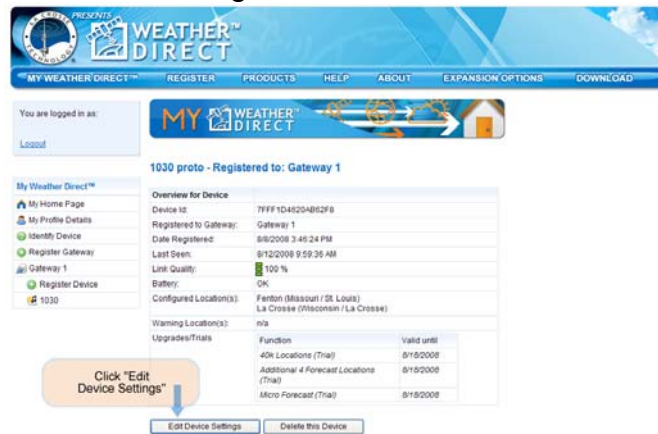 LA CROSSE TECHNOLOGY
PRESENTS
WEATHER™
DIRECT
MY WEATHER DIRECT™ REGISTER PRODUCTS HELP ABOUT EXPANSION OPTIONS DOWNLOAD
You are logged in as:
Logout
MY WEATHER™
DIRECT
1030 proto - Registered to: Gateway 1
My Weather Direct™
My Home Page
My Profile Details
Identify Device
Register Gateway
Gateway 1
Register Device
1030
Overview for Device
Device Id: 7FFF1D4620AB62F8
Registered to Gateway: Gateway 1
Date Registered: 8/8/2008 3:46:24 PM
Last Seen: 8/12/2008 9:59:36 AM
Link Quality: 100 %
Battery: OK
Configured Location(s): Fenton (Missouri / St. Louis)
La Crosse (Wisconsin / La Crosse)
Warning Location(s): n/a
Upgrades/Trials Function Valid until
40k Locations (Trial) 8/18/2008
Additional 4 Forecast Locations 8/18/2008
(Trial)
Micro Forecast (Trial) 8/18/2008
Click "Edit
Device Settings"
Edit Device Settings Delete this Device